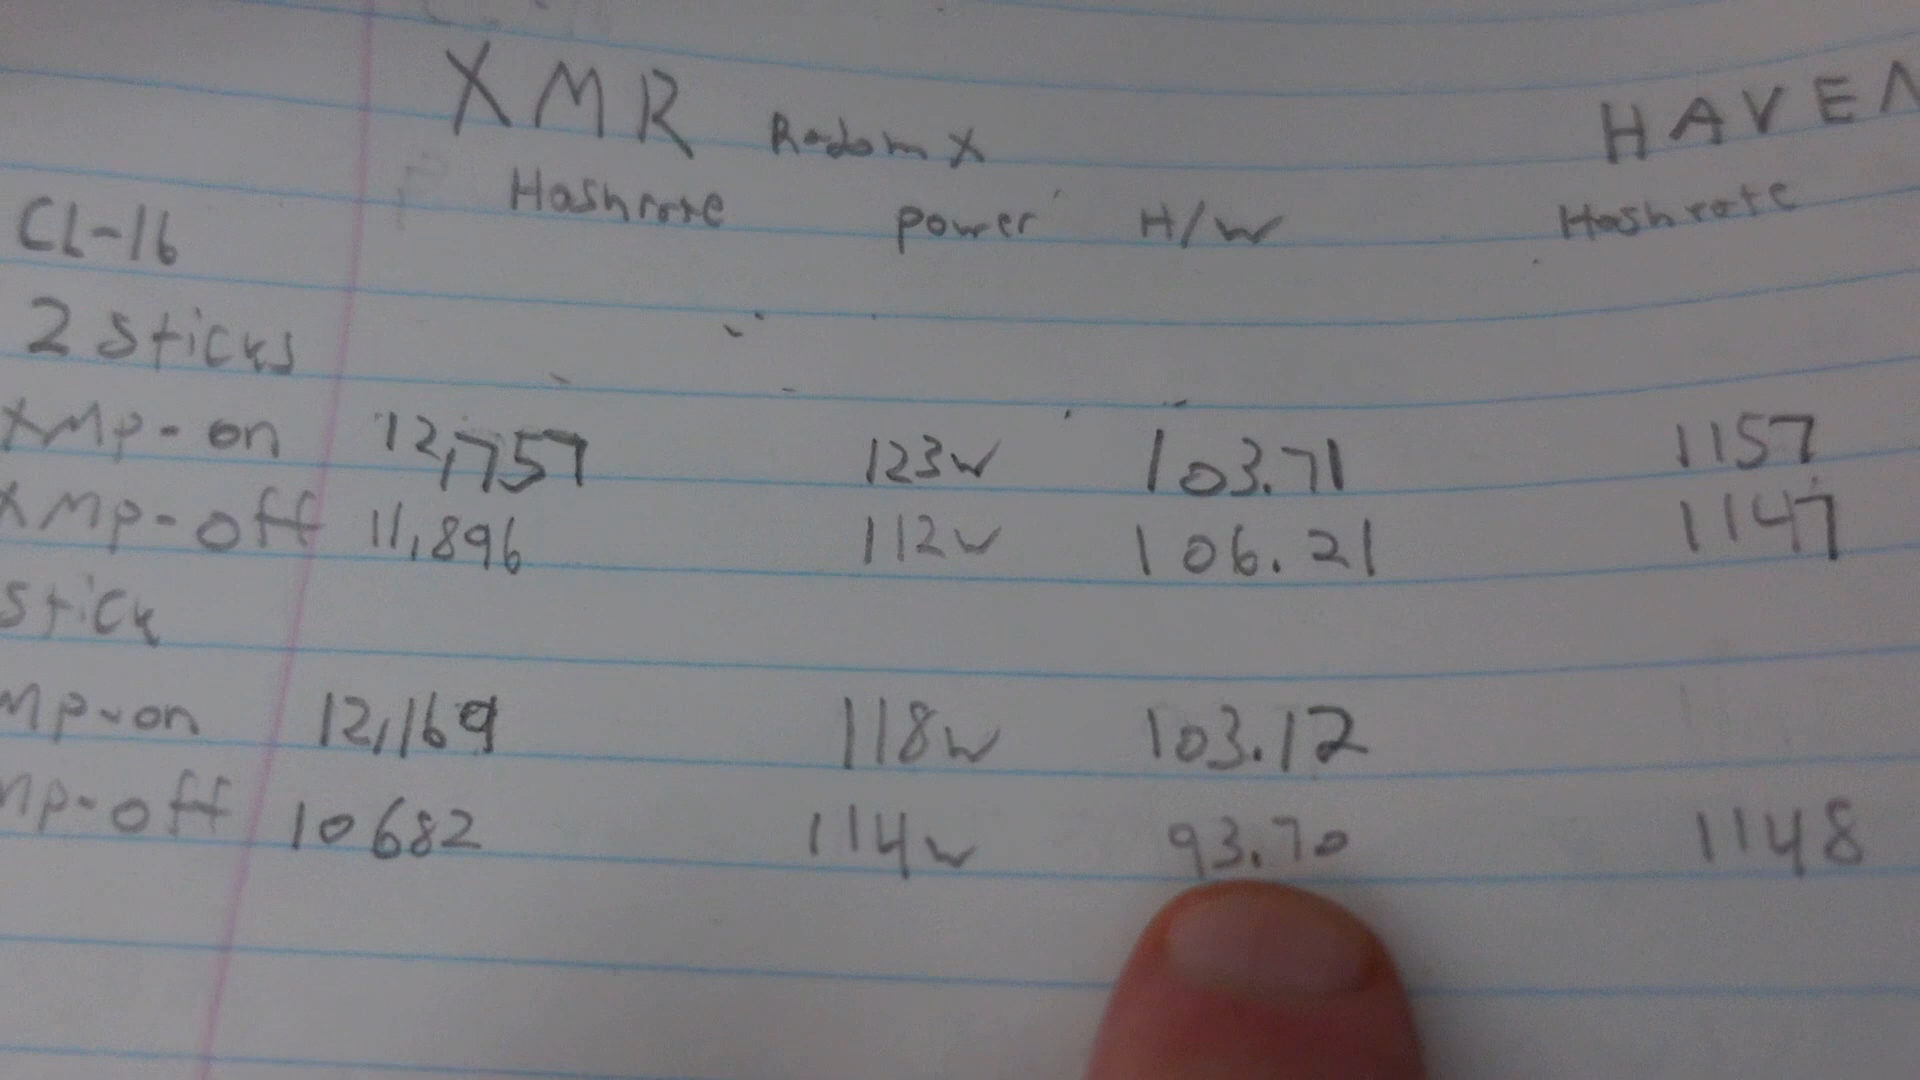 XMR RadomX HAVEN
Hashrate power H/W Hashrate
CL-16
2 sticks
XMP-on 12,757 123w 103.71 1157
XMP-off 11,896 112w 106.21 1147
stick
MP-on 12,169 118w 103.12
MP-off 10682 114w 93.70 1148